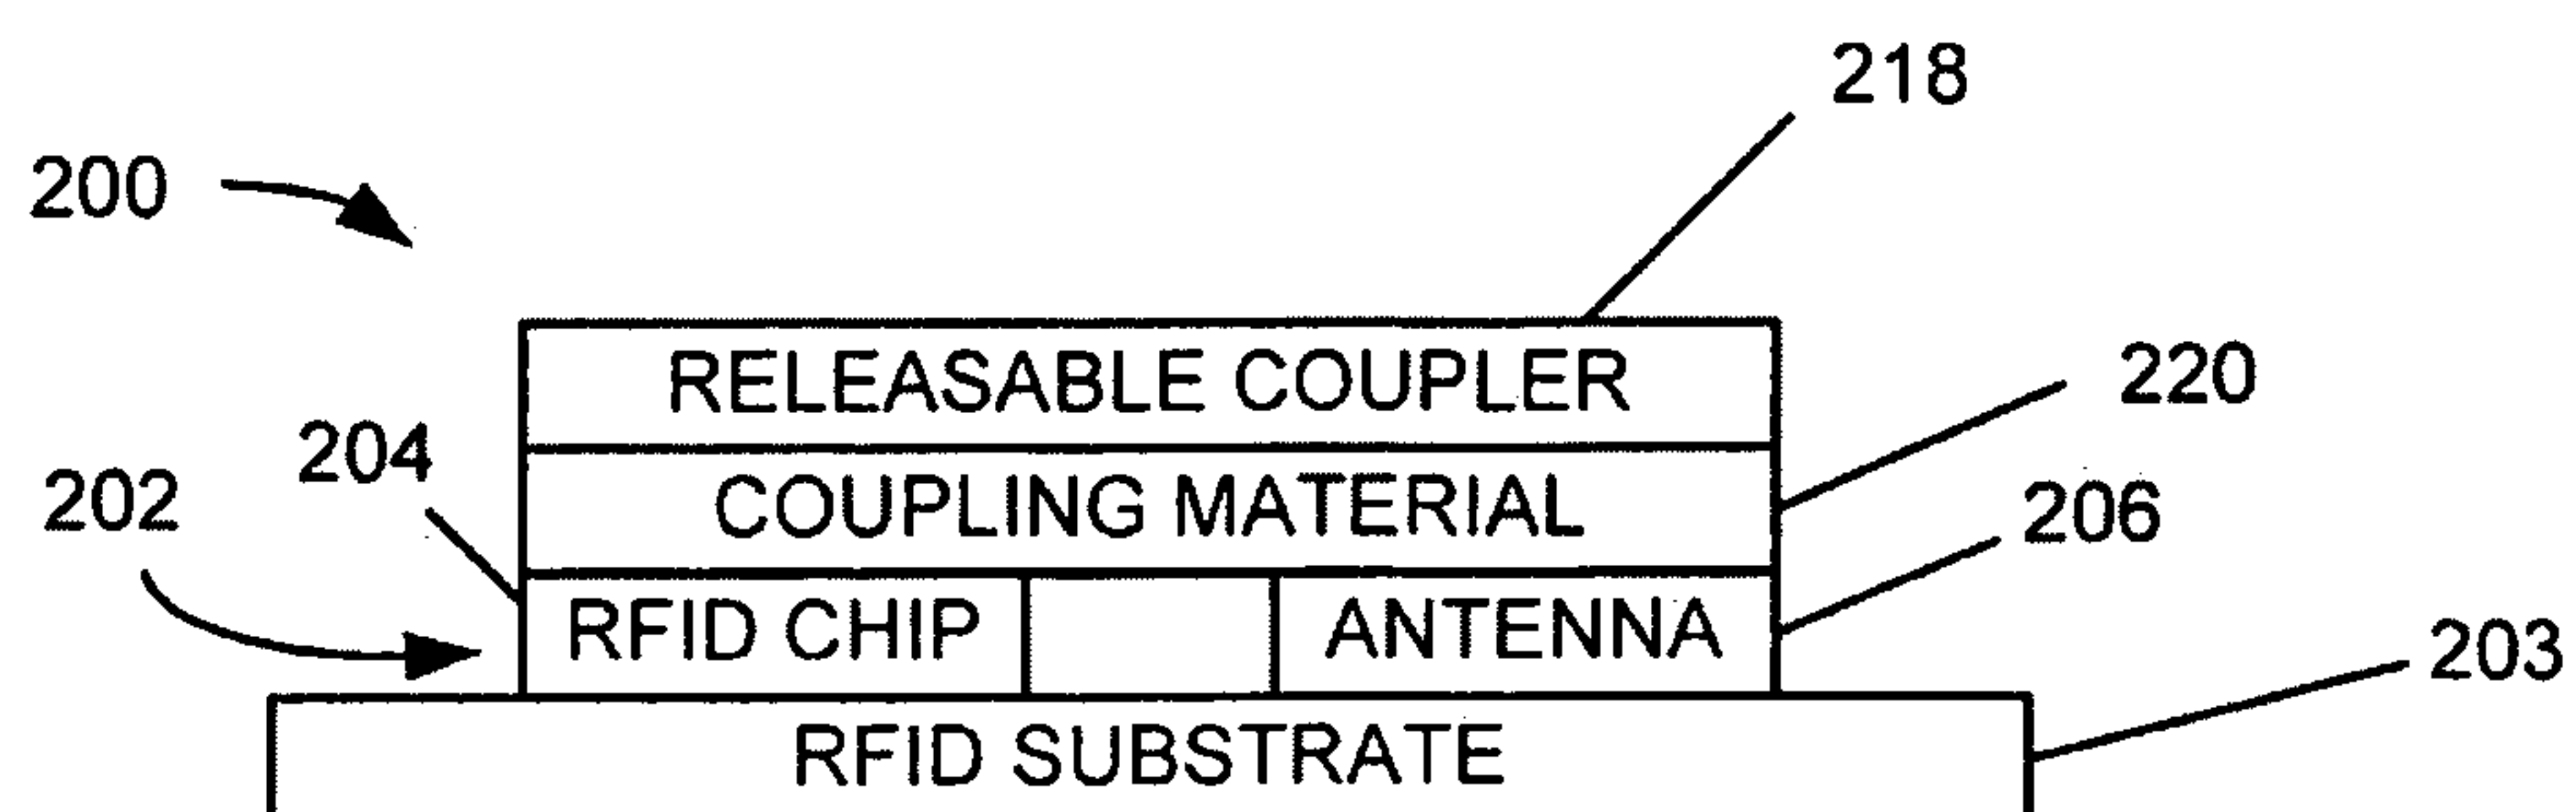 218
200
RELEASABLE COUPLER
220
204
COUPLING MATERIAL
202
206
RFID CHIP
ANTENNA
203
RFID SUBSTRATE